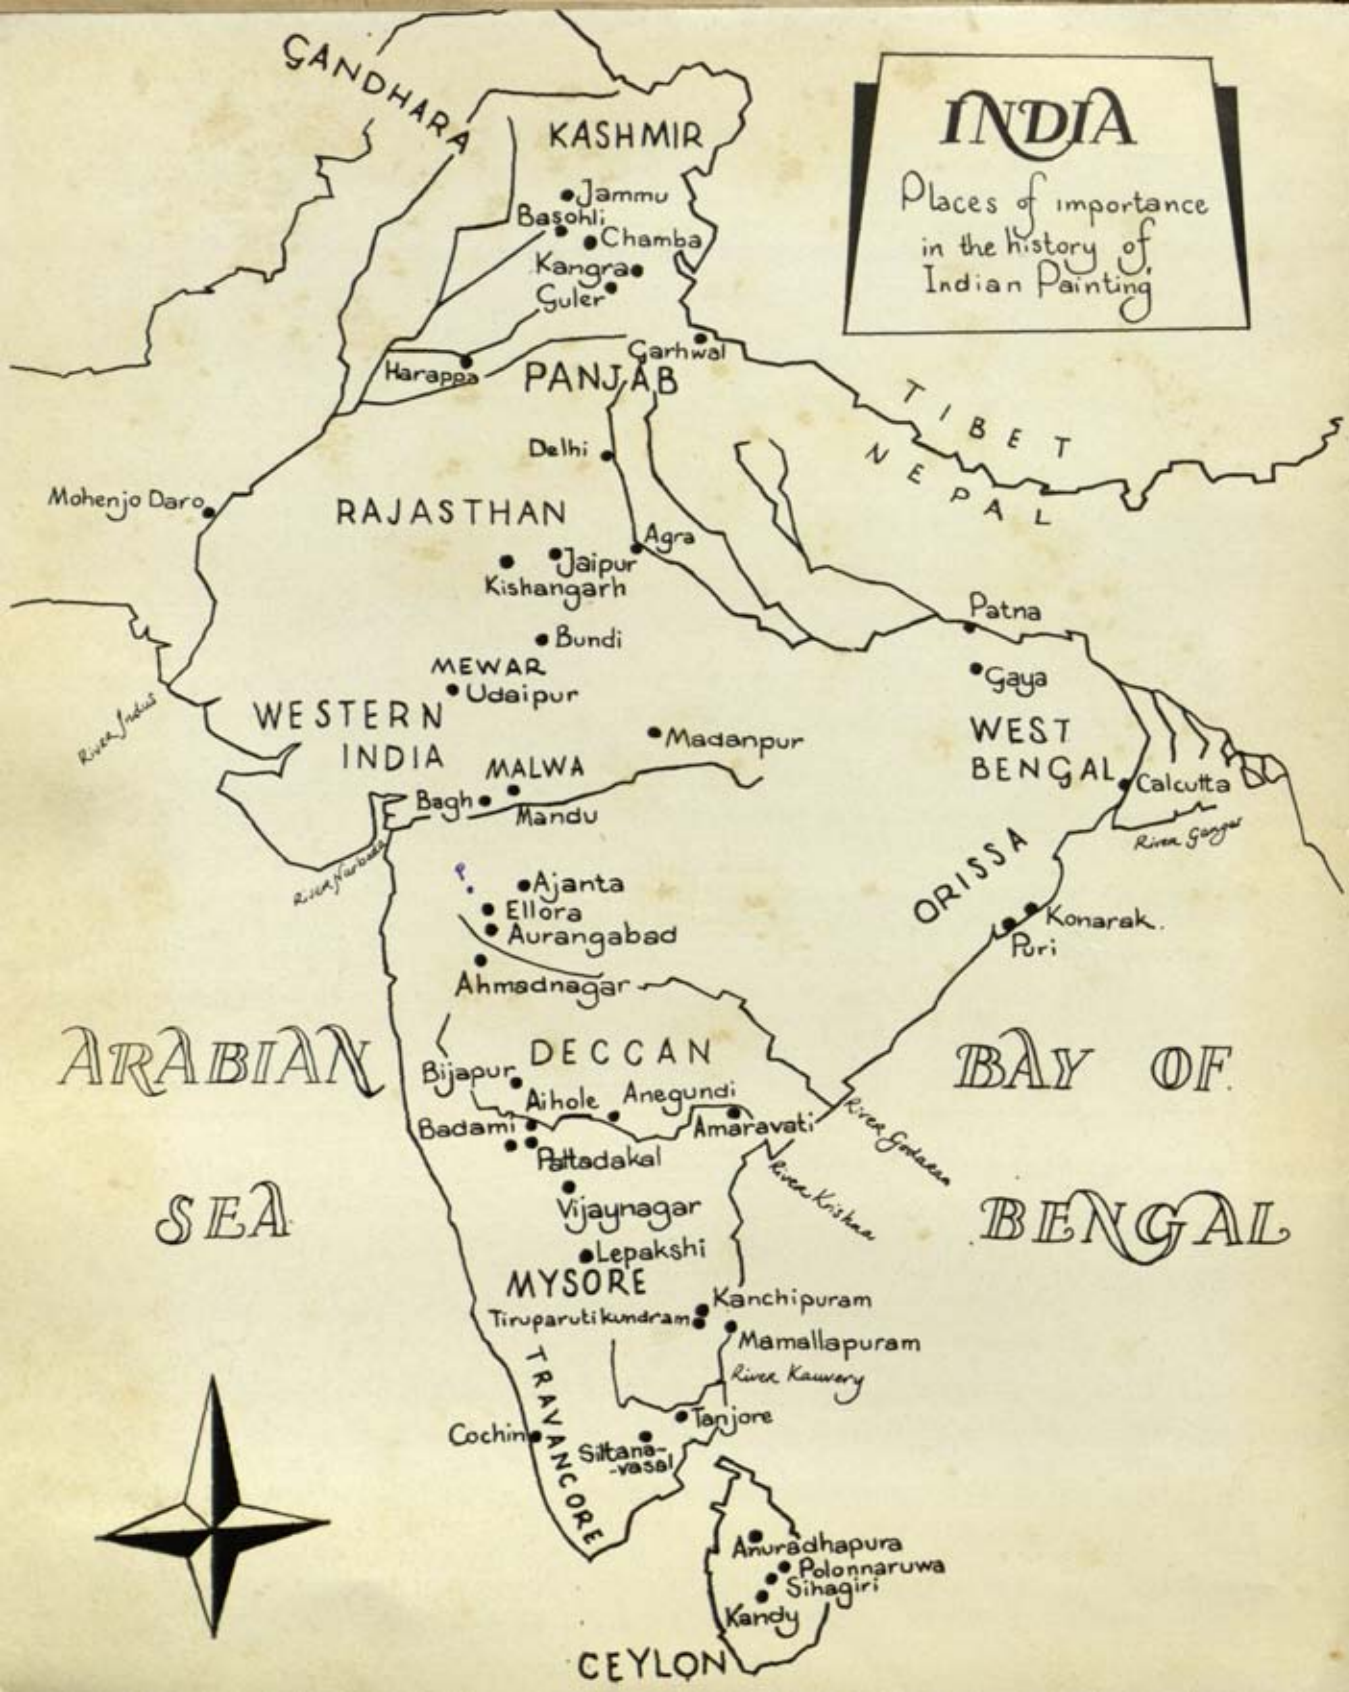 GANDHARA
INDIA
Places of importance
in the history of
Indian Painting
KASHMIR
Jammu
Basohli
Chamba
Kangra
Guler
Garhwal
Harappa
PANJAB
TIBET
NEPAL
Delhi
Mohenjo Daro
RAJASTHAN
Agra
Jaipur
Kishangarh
Patna
Bundi
MEWAR
Gaya
Udaipur
River Indus
WESTERN
INDIA
WEST
BENGAL
Madanpur
MALWA
Calcutta
Bagh
Mandu
River Ganges
River Narbada
ORISSA
?
Ajanta
Ellora
Aurangabad
Konarak.
Puri
Ahmadnagar
ARABIAN
SEA
DECCAN
BAY OF
BENGAL
Bijapur
Aihole
Anegundi
Badami
Amaravati
River Godavari
Pattadakal
River Krishna
Vijaynagar
Lepakshi
MYSORE
Kanchipuram
Tiruparutikundram
Mamallapuram
TRAVANCORE
River Kauvery
Tanjore
Cochin
Sittana-
-vasal
Anuradhapura
Polonnaruwa
Sihagiri
Kandy
CEYLON